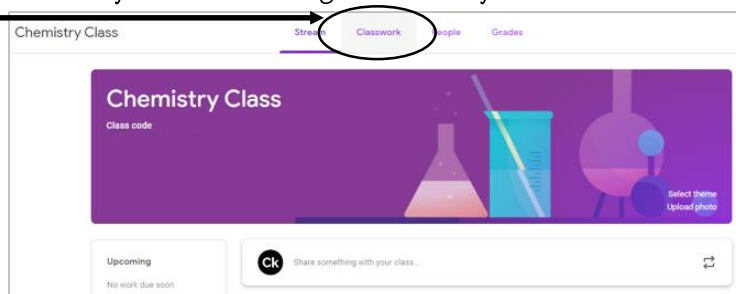 Chemistry Class Stream Classwork People Grades
Chemistry Class
Class code
Select theme
Upload photo
Upcoming
Ck Share something with your class...
No work due soon